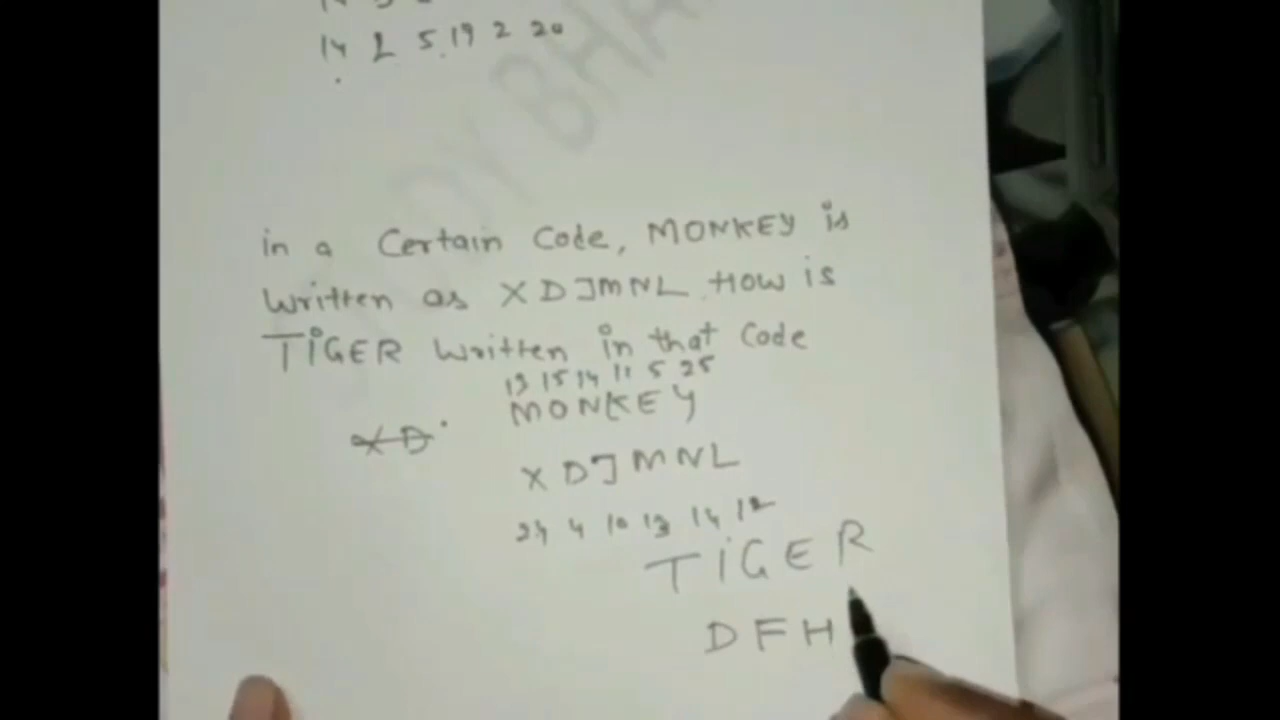 14 2 5 19 2 20
in a Certain Code, MONKEY is
written as XDJMNL. How is
TiGER written in that Code
13 15 14 11 5 25
MONKEY
XD
XDJMNL
24 4 10 13 14 12
TiGER
DFH